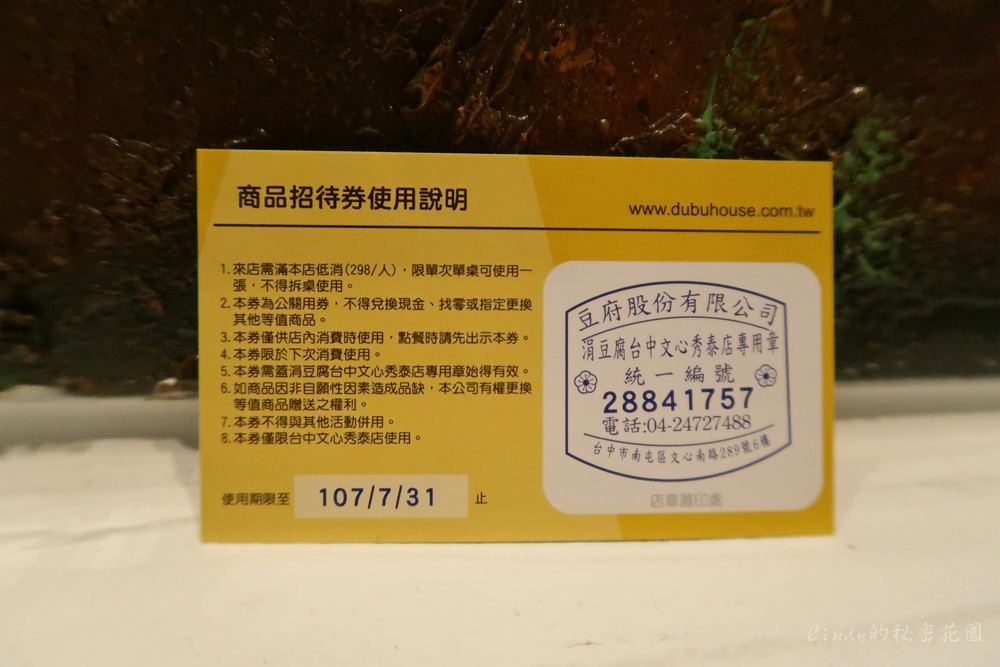 商品招待券使用說明
www.dubuhouse.com.tw
1.來店需滿本店低消(298/人)，限單次單桌可使用一
張，不得拆桌使用。
2.本券為公關用券，不得兌換現金、找零或指定更換
其他等值商品。
3.本券僅供店內消費時使用，點餐時請先出示本券。
4.本券限於下次消費使用。
5.本券需蓋涓豆腐台中文心秀泰店專用章始得有效。
6.如商品因非自願性因素造成品缺，本公司有權更換
等值商品贈送之權利。
7.本券不得與其他活動併用。
8.本券僅限台中文心秀泰店使用。
使用期限至 107/7/31 止
豆府股份有限公司
涓豆腐台中文心秀泰店專用章
統一編號
28841757
電話:04-24727488
台中市南屯區文心南路289號6樓
店章蓋印處
Cindy的秘密花園